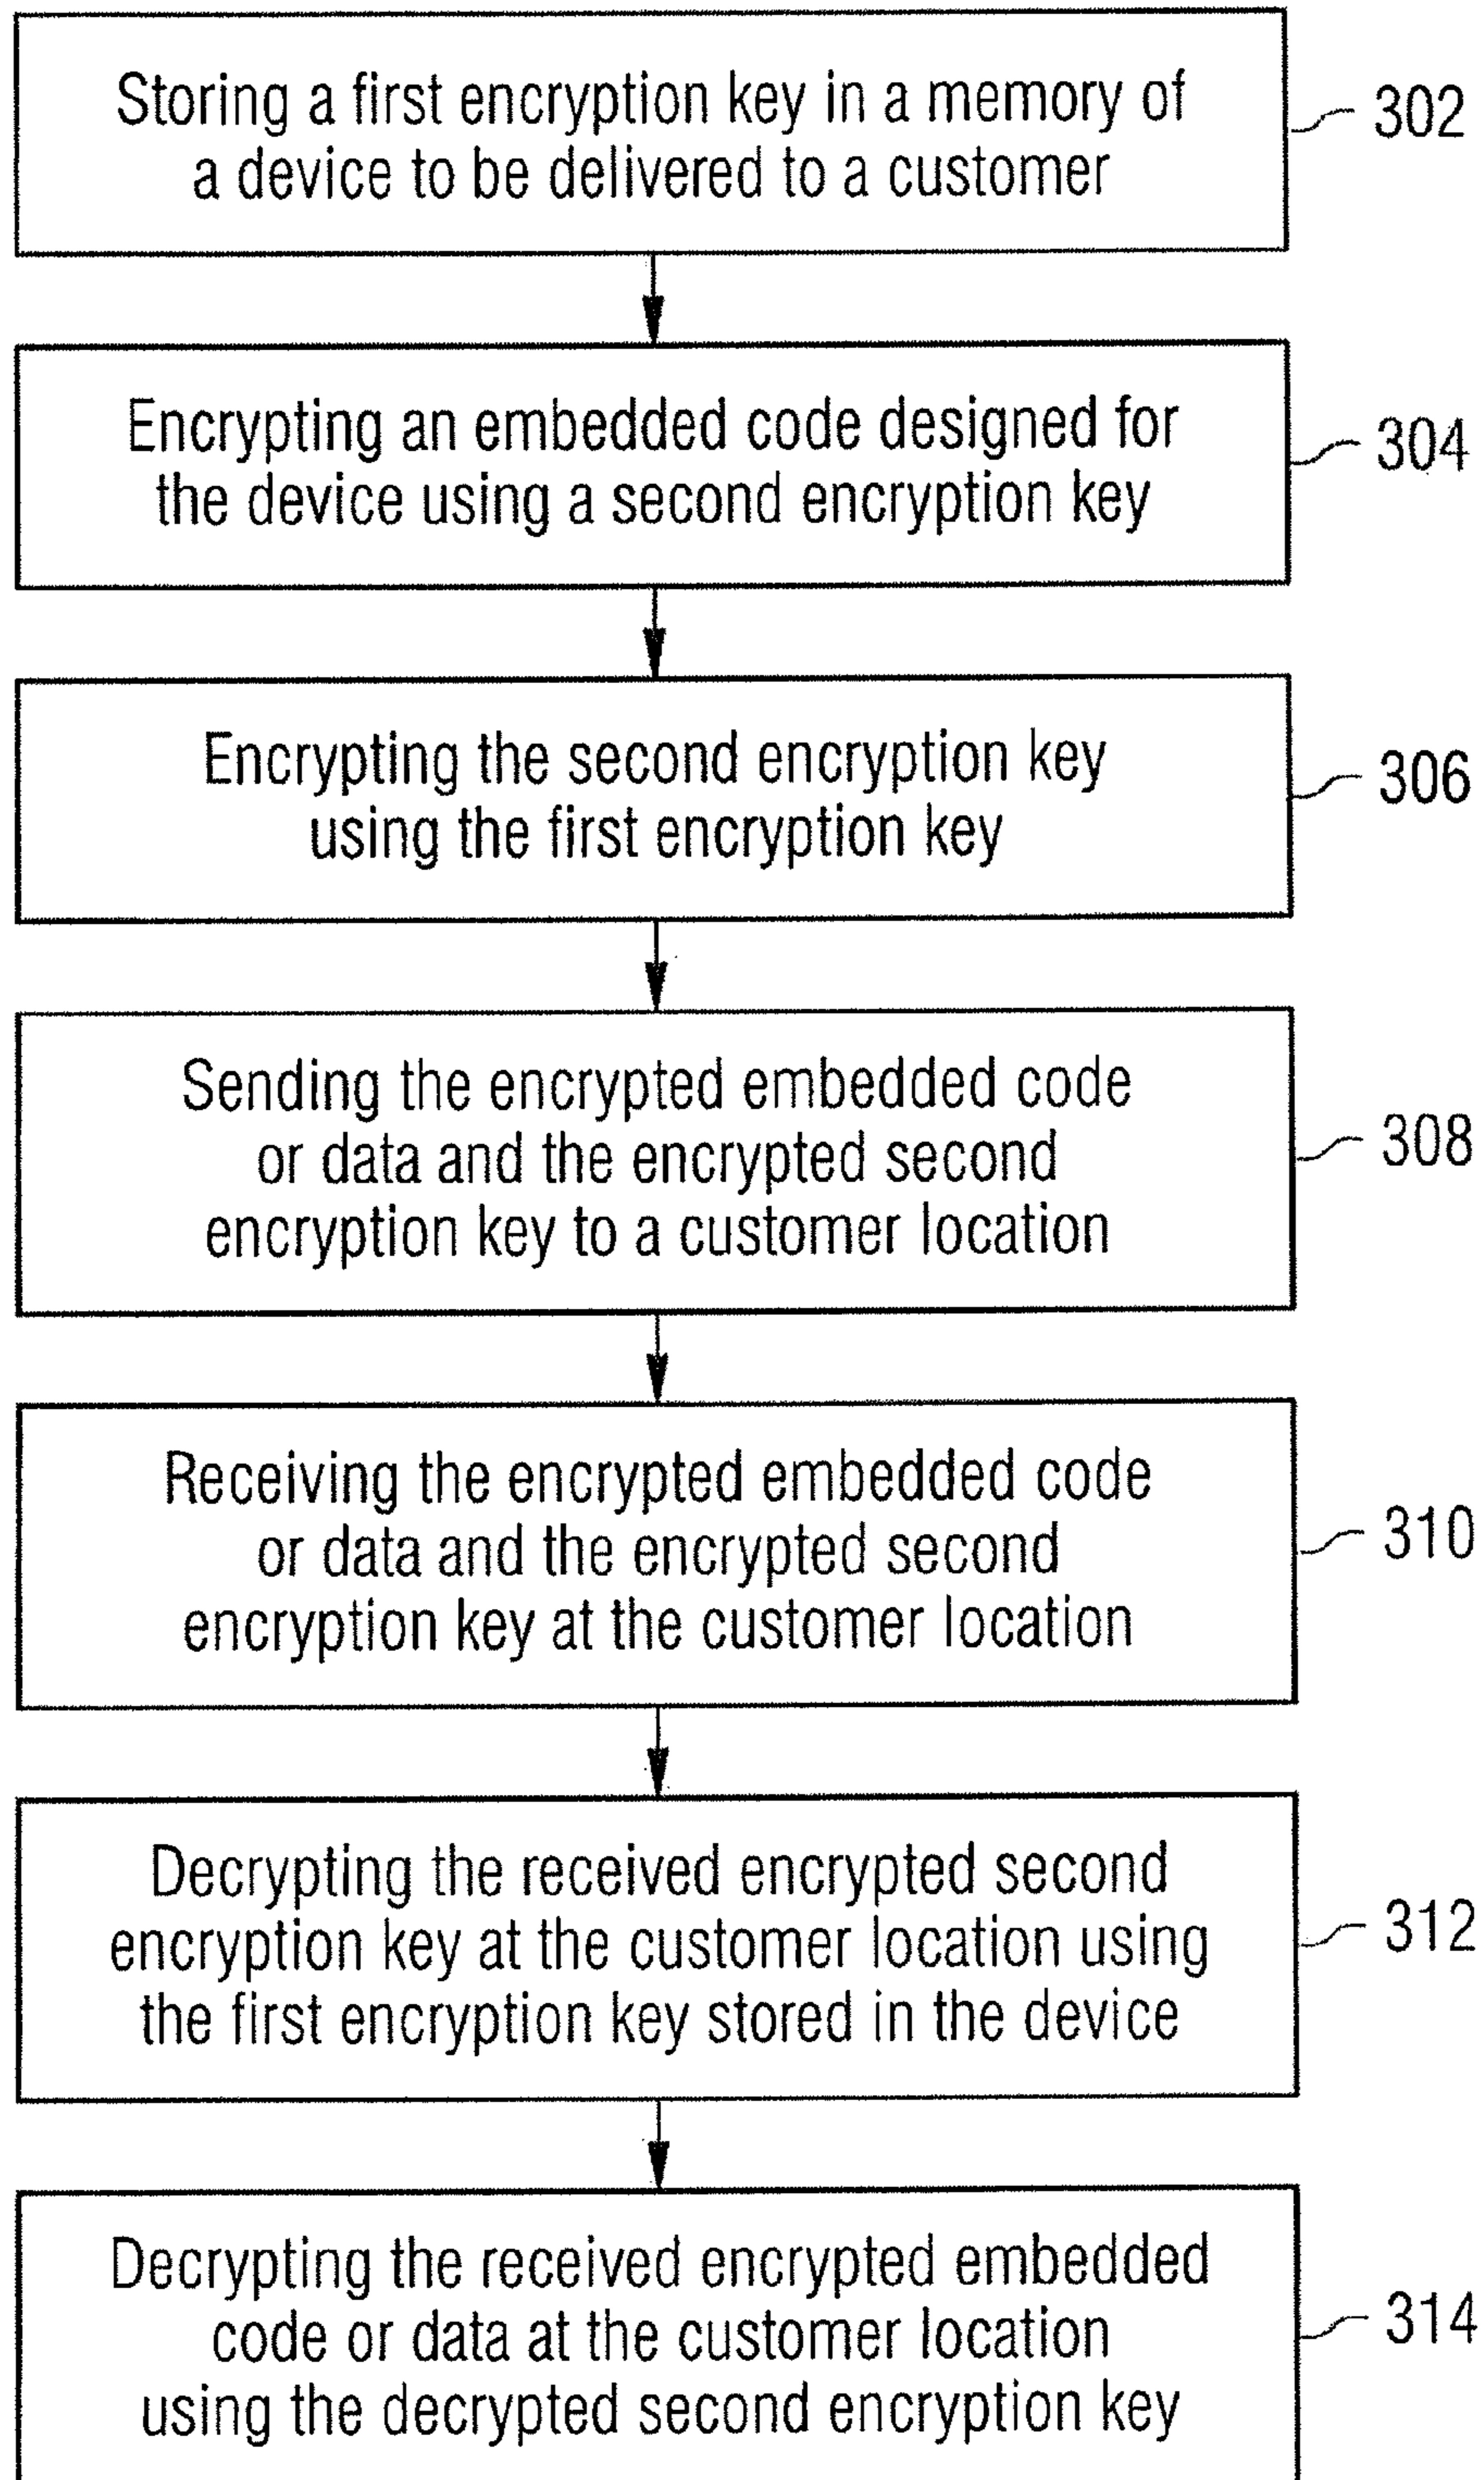 Storing a first encryption key in a memory of
a device to be delivered to a customer
302
Encrypting an embedded code designed for
the device using a second encryption key
304
Encrypting the second encryption key
using the first encryption key
306
Sending the encrypted embedded code
or data and the encrypted second
encryption key to a customer location
308
Receiving the encrypted embedded code
or data and the encrypted second
encryption key at the customer location
310
Decrypting the received encrypted second
encryption key at the customer location using
the first encryption key stored in the device
312
Decrypting the received encrypted embedded
code or data at the customer location
using the decrypted second encryption key
314